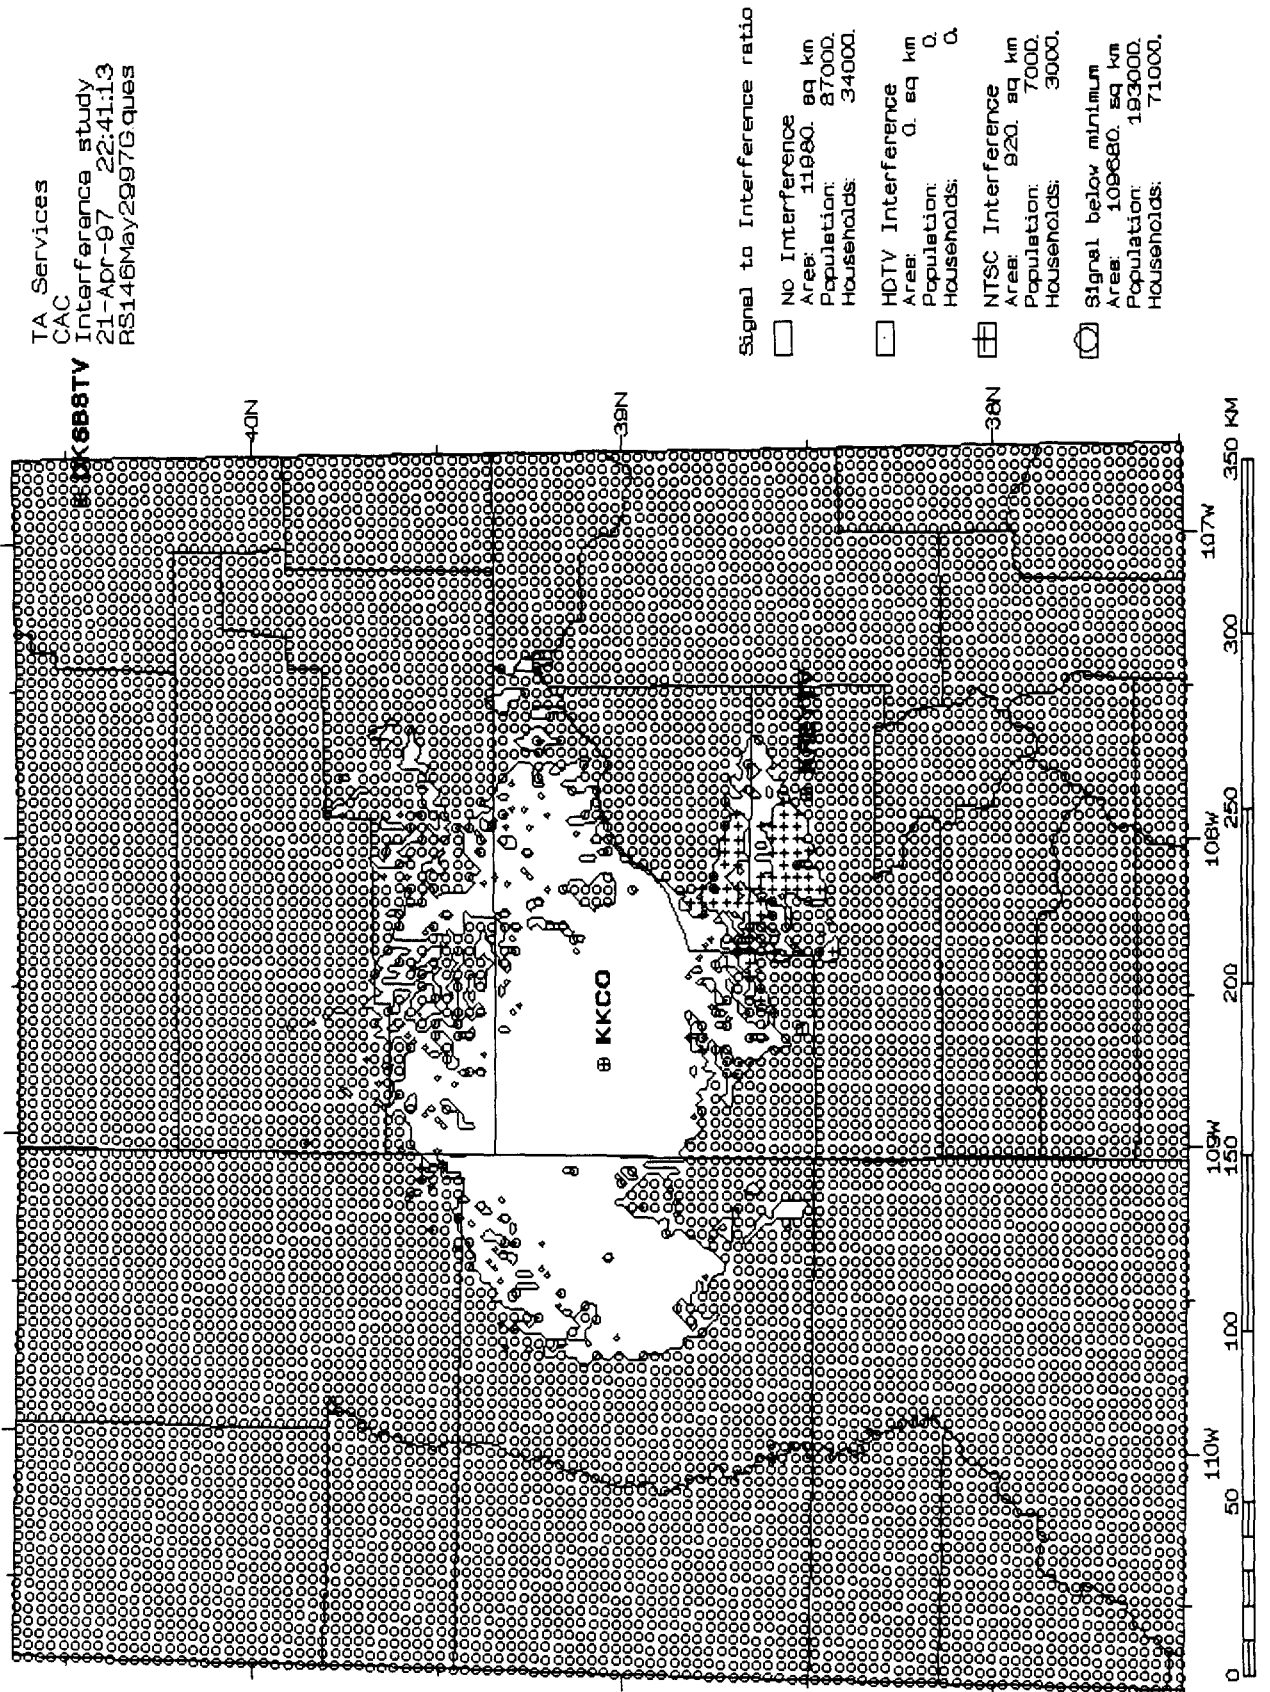 TA Services
CAC
Interference study
21-Apr-97 22:41:13
RS146May2997G.ques
Signal to Interference ratio
No Interference
Area: 11980. sq km
Population: 87000.
Households: 34000.
HDTV Interference
Area: 0. sq km
Population: 0.
Households: 0.
NTSC Interference
Area: 920. sq km
Population: 7000.
Households: 3000.
Signal below minimum
Area: 109680. sq km
Population: 193000.
Households: 71000.
40N
39N
38N
KKCO
110W
109W
107W
0
50
100
150
200
250
300
350 KM